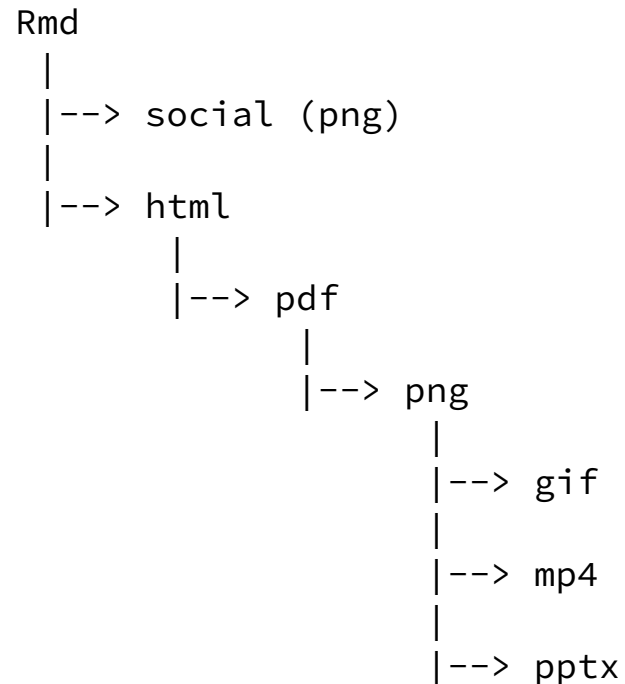 Rmd
 |
 |--> social (png)
 |
 |--> html
       |
       |--> pdf
             |
             |--> png
                   |
                   |--> gif
                   |
                   |--> mp4
                   |
                   |--> pptx